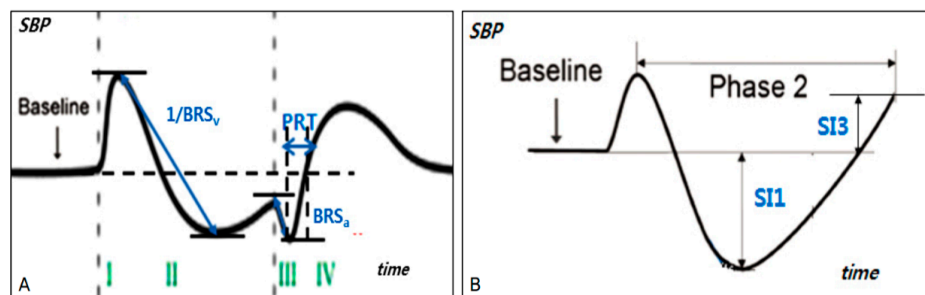 SBP
Baseline
1/BRSv
PRT
BRSa
I II III IV
time
A
SBP
Baseline
Phase 2
SI3
SI1
time
B